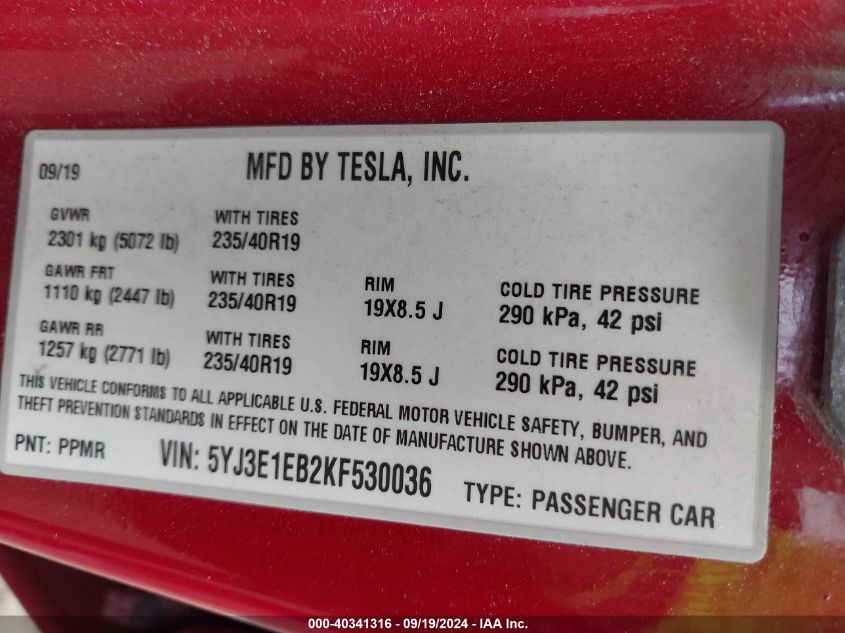 09/19 MFD BY TESLA, INC.
GVWR WITH TIRES
2301 kg (5072 lb) 235/40R19
GAWR FRT WITH TIRES RIM COLD TIRE PRESSURE
1110 kg (2447 lb) 235/40R19 19X8.5 J 290 kPa, 42 psi
GAWR RR WITH TIRES RIM COLD TIRE PRESSURE
1257 kg (2771 lb) 235/40R19 19X8.5 J 290 kPa, 42 psi
THIS VEHICLE CONFORMS TO ALL APPLICABLE U.S. FEDERAL MOTOR VEHICLE SAFETY, BUMPER, AND
THEFT PREVENTION STANDARDS IN EFFECT ON THE DATE OF MANUFACTURE SHOWN ABOVE.
PNT: PPMR VIN: 5YJ3E1EB2KF530036 TYPE: PASSENGER CAR
000-40341316 - 09/19/2024 - IAA Inc.